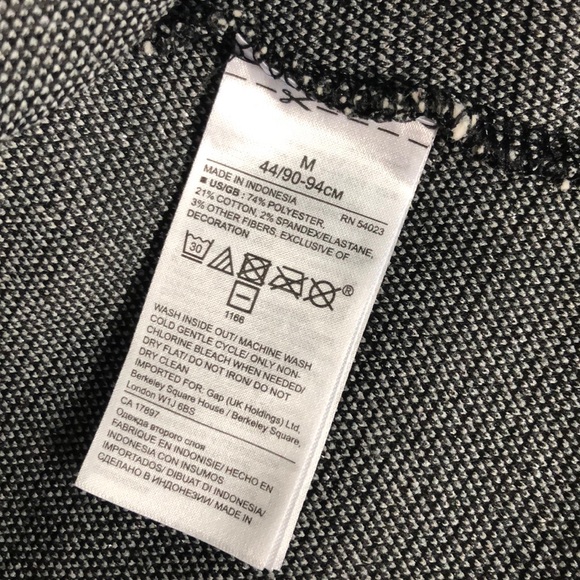 M
44/90-94CM
MADE IN INDONESIA RN 54023
■ US/GB : 74% POLYESTER,
21% COTTON, 2% SPANDEX/ELASTANE,
3% OTHER FIBERS, EXCLUSIVE OF
DECORATION
30 ®
1166
WASH INSIDE OUT/ MACHINE WASH
COLD GENTLE CYCLE/ ONLY NON-
CHLORINE BLEACH WHEN NEEDED/
DRY FLAT/ DO NOT IRON/ DO NOT
DRY CLEAN
IMPORTED FOR: Gap (UK Holdings) Ltd,
Berkeley Square House / Berkeley Square,
London W1J 6BS
CA 17897
Одежда второго слоя
FABRIQUE EN INDONISIE/ HECHO EN
INDONESIA CON INSUMOS
IMPORTADOS/ DIBUAT DI INDONESIA/
СДЕЛАНО В ИНДОНЕЗИИ/ MADE IN